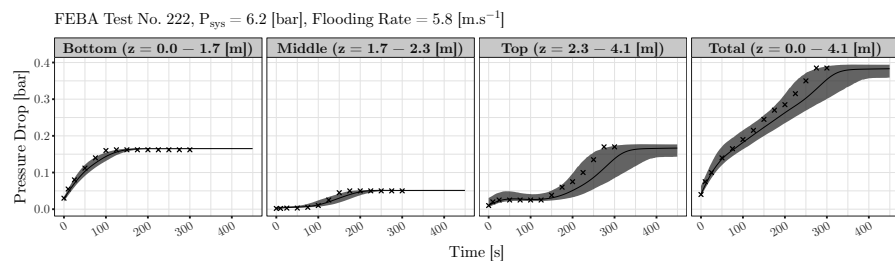 FEBA Test No. 222, Psys = 6.2 [bar], Flooding Rate = 5.8 [m.s−1]
Bottom (z = 0.0 − 1.7 [m]) Middle (z = 1.7 − 2.3 [m]) Top (z = 2.3 − 4.1 [m]) Total (z = 0.0 − 4.1 [m])
Pressure Drop [bar]
0.4
0.3
0.2
0.1
0.0
0 100 200 300 400 0 100 200 300 400 0 100 200 300 400 0 100 200 300 400
Time [s]